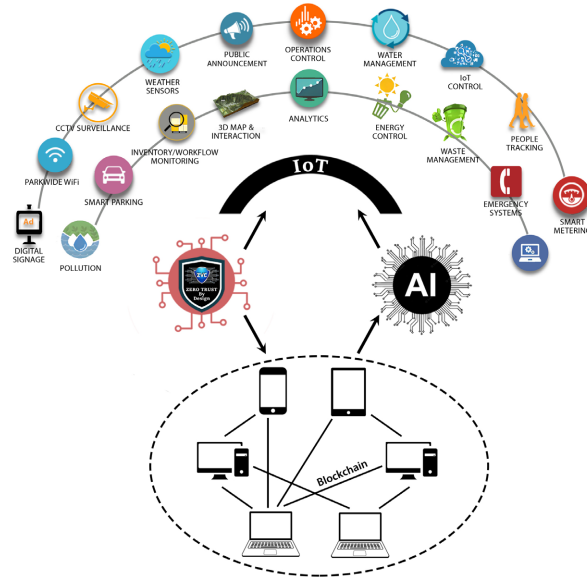 OPERATIONS
CONTROL
PUBLIC
ANNOUNCEMENT
WATER
MANAGEMENT
WEATHER
SENSORS
IoT
CONTROL
CCTV SURVEILLANCE
3D MAP &
INTERACTION
ANALYTICS
ENERGY
CONTROL
PEOPLE
TRACKING
INVENTORY/WORKFLOW
MONITORING
WASTE
MANAGEMENT
PARKWIDE WiFi
SMART PARKING
IoT
EMERGENCY
SYSTEMS
Ad
DIGITAL
SIGNAGE
POLLUTION
SMART
METERING
ZVC
ZERO TRUST
By
Design
AI
Blockchain